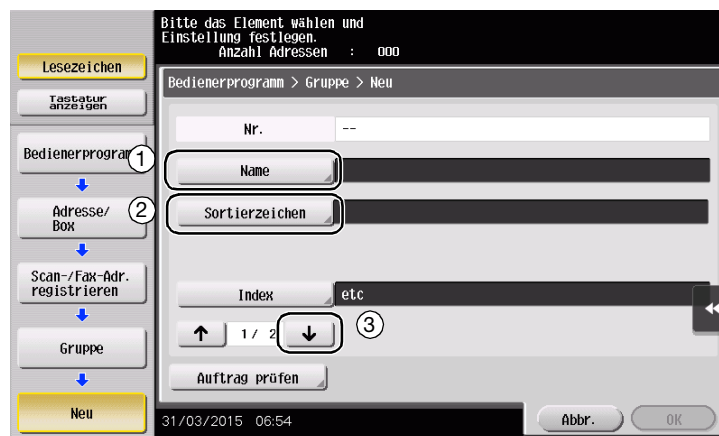 Bitte das Element wählen und
Einstellung festlegen.
Anzahl Adressen : 000
Lesezeichen
Tastatur
anzeigen
Bedienerprogramm > Gruppe > Neu
Nr. --
Bedienerprogram
1
Name
Adresse/
Box
2
Sortierzeichen
Scan-/Fax-Adr.
registrieren
Index etc
↑ 1/ 2 ↓ 3
Gruppe
Auftrag prüfen
Neu
31/03/2015 06:54
Abbr. OK